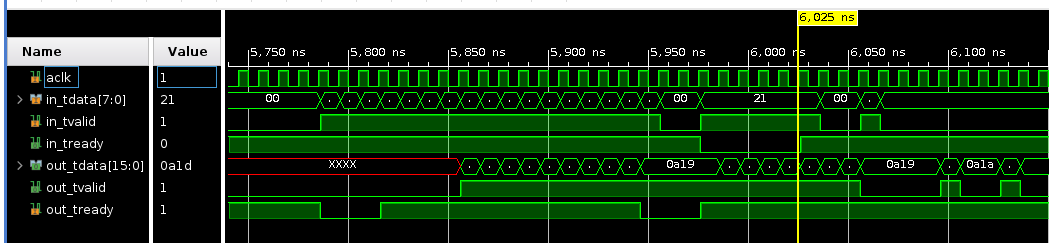 6,025 ns
Name Value 5,750 ns 5,800 ns 5,850 ns 5,900 ns 5,950 ns 6,000 ns 6,050 ns 6,100 ns
aclk 1
in_tdata[7:0] 21 00 . . . . . . . . . . . . . . . . . 00 21 00 . .
in_tvalid 1
in_tready 0
out_tdata[15:0] 0a1d XXXX . . . . . . . . . 0a19 . . . . . . . 0a19 . 0a1a .
out_tvalid 1
out_tready 1